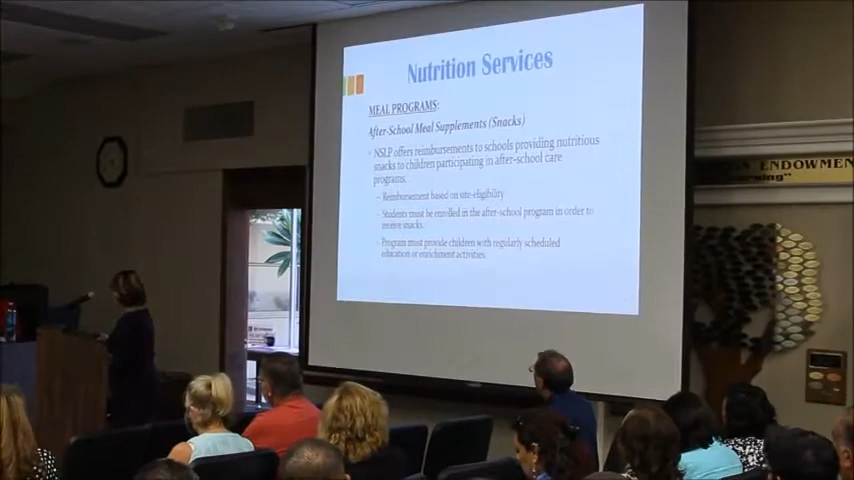 Nutrition Services
MEAL PROGRAMS:
After-School Meal Supplements (Snacks)
NSLP offers reimbursements to schools providing nutritious
snacks to children participating in after-school care
programs.
– Reimbursement based on site-eligibility
– Students must be enrolled in the after-school program in order to
receive snacks.
– Program must provide children with regularly scheduled
education or enrichment activities.
ENDOWMEN